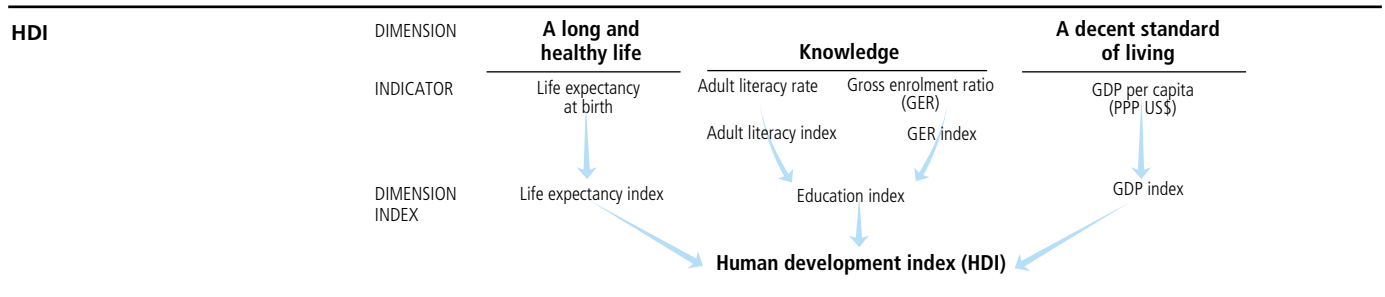 HDI
DIMENSION
A long and
healthy life
Knowledge
A decent standard
of living
INDICATOR
Life expectancy
at birth
Adult literacy rate
Gross enrolment ratio
(GER)
GDP per capita
(PPP US$)
Adult literacy index
GER index
DIMENSION
INDEX
Life expectancy index
Education index
GDP index
Human development index (HDI)